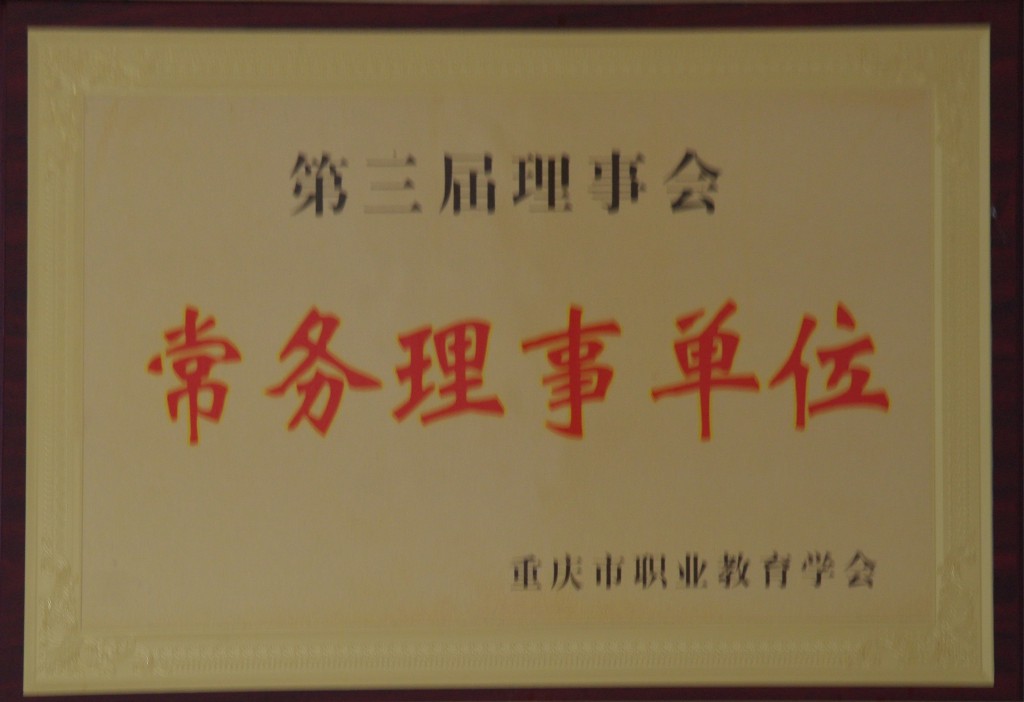 第三届理事会
常务理事单位
重庆市职业教育学会